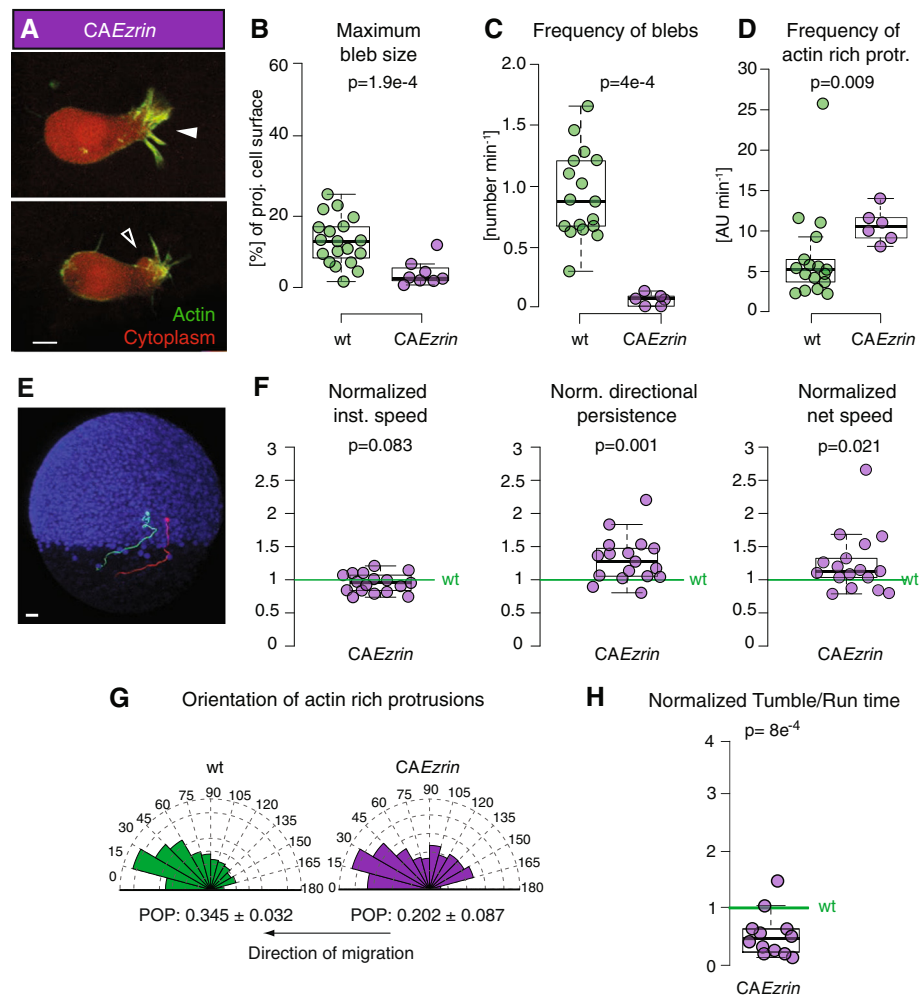 A
CAEzrin
Actin
Cytoplasm
B
Maximum
bleb size
p=1.9e-4
[%] of proj. cell surface
60
40
20
0
wt
CAEzrin
C
Frequency of blebs
p=4e-4
[number min-1]
2.0
1.5
1.0
0.5
0
wt
CAEzrin
D
Frequency of
actin rich protr.
p=0.009
[AU min-1]
30
25
20
15
10
5
0
wt
CAEzrin
E
F
Normalized
inst. speed
p=0.083
3
2.5
2
1.5
1
0.5
0
wt
CAEzrin
Norm. directional
persistence
p=0.001
3
2.5
2
1.5
1
0.5
0
wt
CAEzrin
Normalized
net speed
p=0.021
3
2.5
2
1.5
1
0.5
0
wt
CAEzrin
G
Orientation of actin rich protrusions
wt
0
15
30
45
60
75
90
105
120
135
150
165
180
POP: 0.345 ± 0.032
CAEzrin
0
15
30
45
60
75
90
105
120
135
150
165
180
POP: 0.202 ± 0.087
Direction of migration
H
Normalized Tumble/Run time
p= 8e-4
4
3
2
1
0
wt
CAEzrin